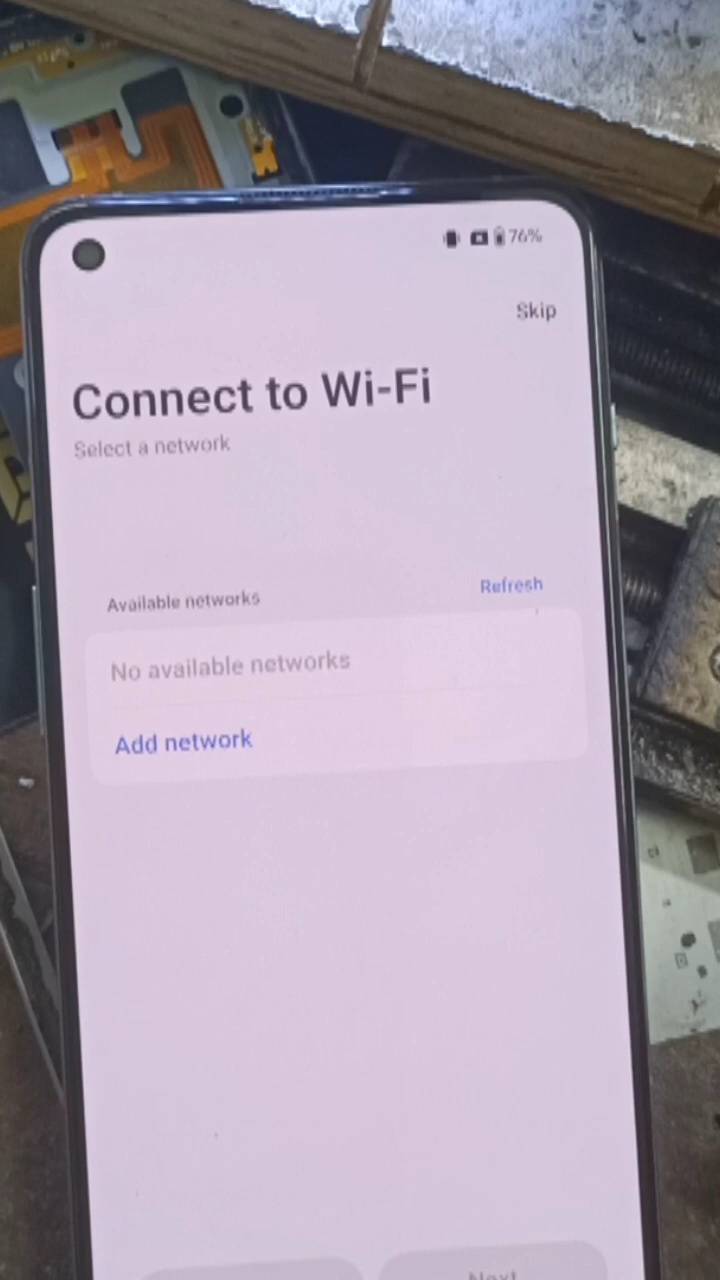 76%
Skip
Connect to Wi-Fi
Select a network
Available networks
Refresh
No available networks
Add network
Next